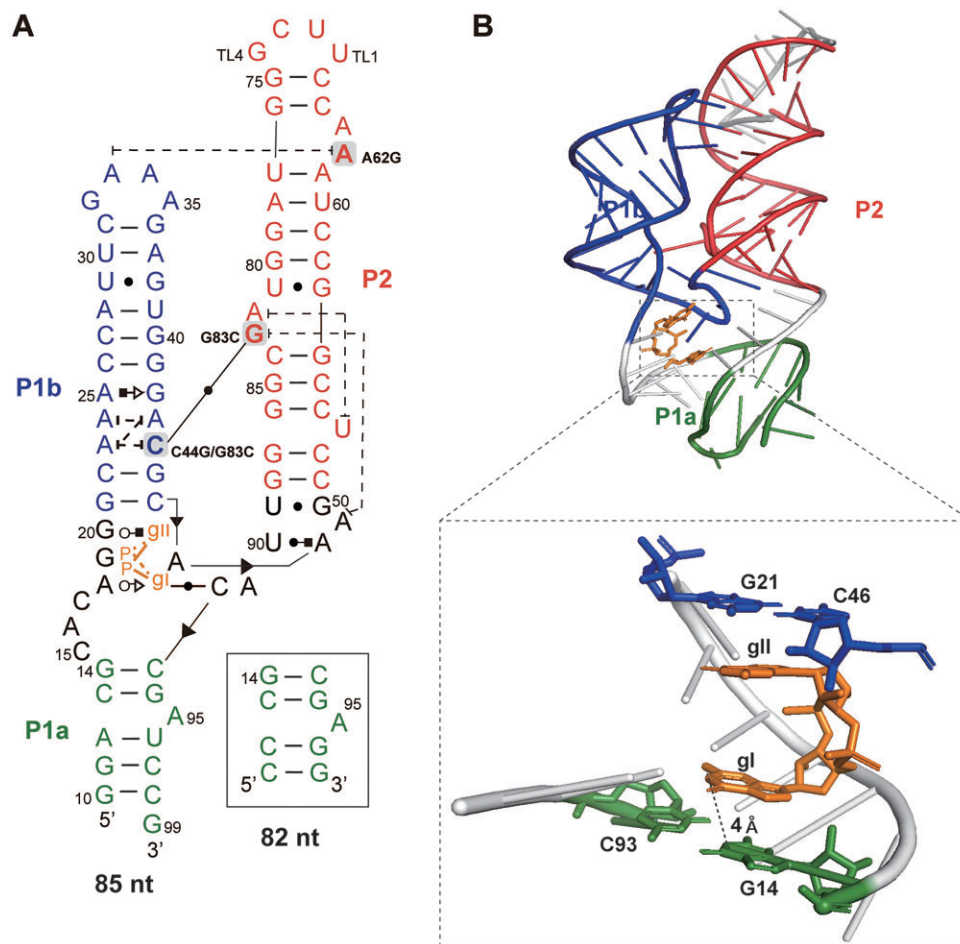 A
B
C U
TL4 G U TL1
75 G C
G C
A
A A62G
A A U A
G A 35 A U 60
C G G C
30 U A 80 G C
U G U G
A U A
P2
C G 40 G G83C
C G C G
25 A G 85 G C
P1b
A A G C
U
A C C44G/G83C
C G G C
G C G C
20 G gII U G 50
A
G P A 90 U A
P
A gI C A
C
A
15 C
14 G C
C G
A 95
P1a
A U
G C
10 G C
5' G 99
3'
85 nt
14 G C
C G
A 95
C G
C G
5' 3'
82 nt
P1b
P2
P1a
G21 C46
gII
gI
4 Å
C93
G14